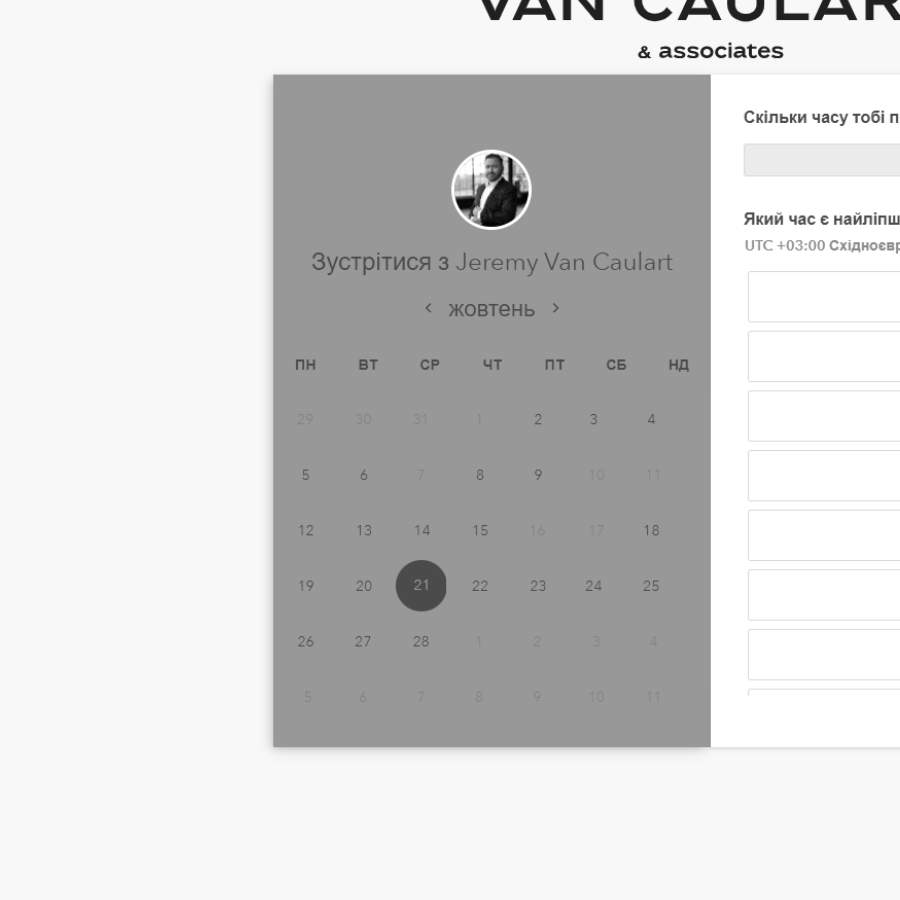 VAN CAULAR
& associates
Зустрітися з Jeremy Van Caulart
жовтень
ПН ВТ СР ЧТ ПТ СБ НД
29 30 31 1 2 3 4
5 6 7 8 9 10 11
12 13 14 15 16 17 18
19 20 21 22 23 24 25
26 27 28 1 2 3 4
5 6 7 8 9 10 11
Скільки часу тобі п
Який час є найліпш
UTC +03:00 Східноєвр